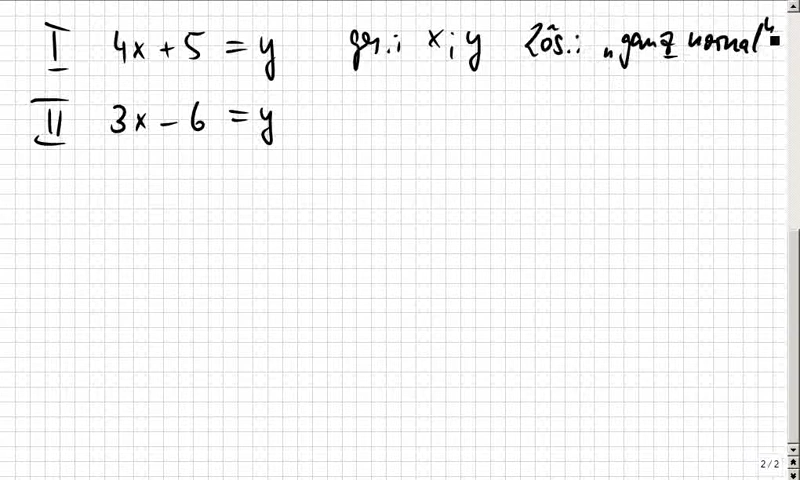 I 4x + 5 = y ges.: x; y Lös.: „ganz normal“
II 3x - 6 = y
2/2